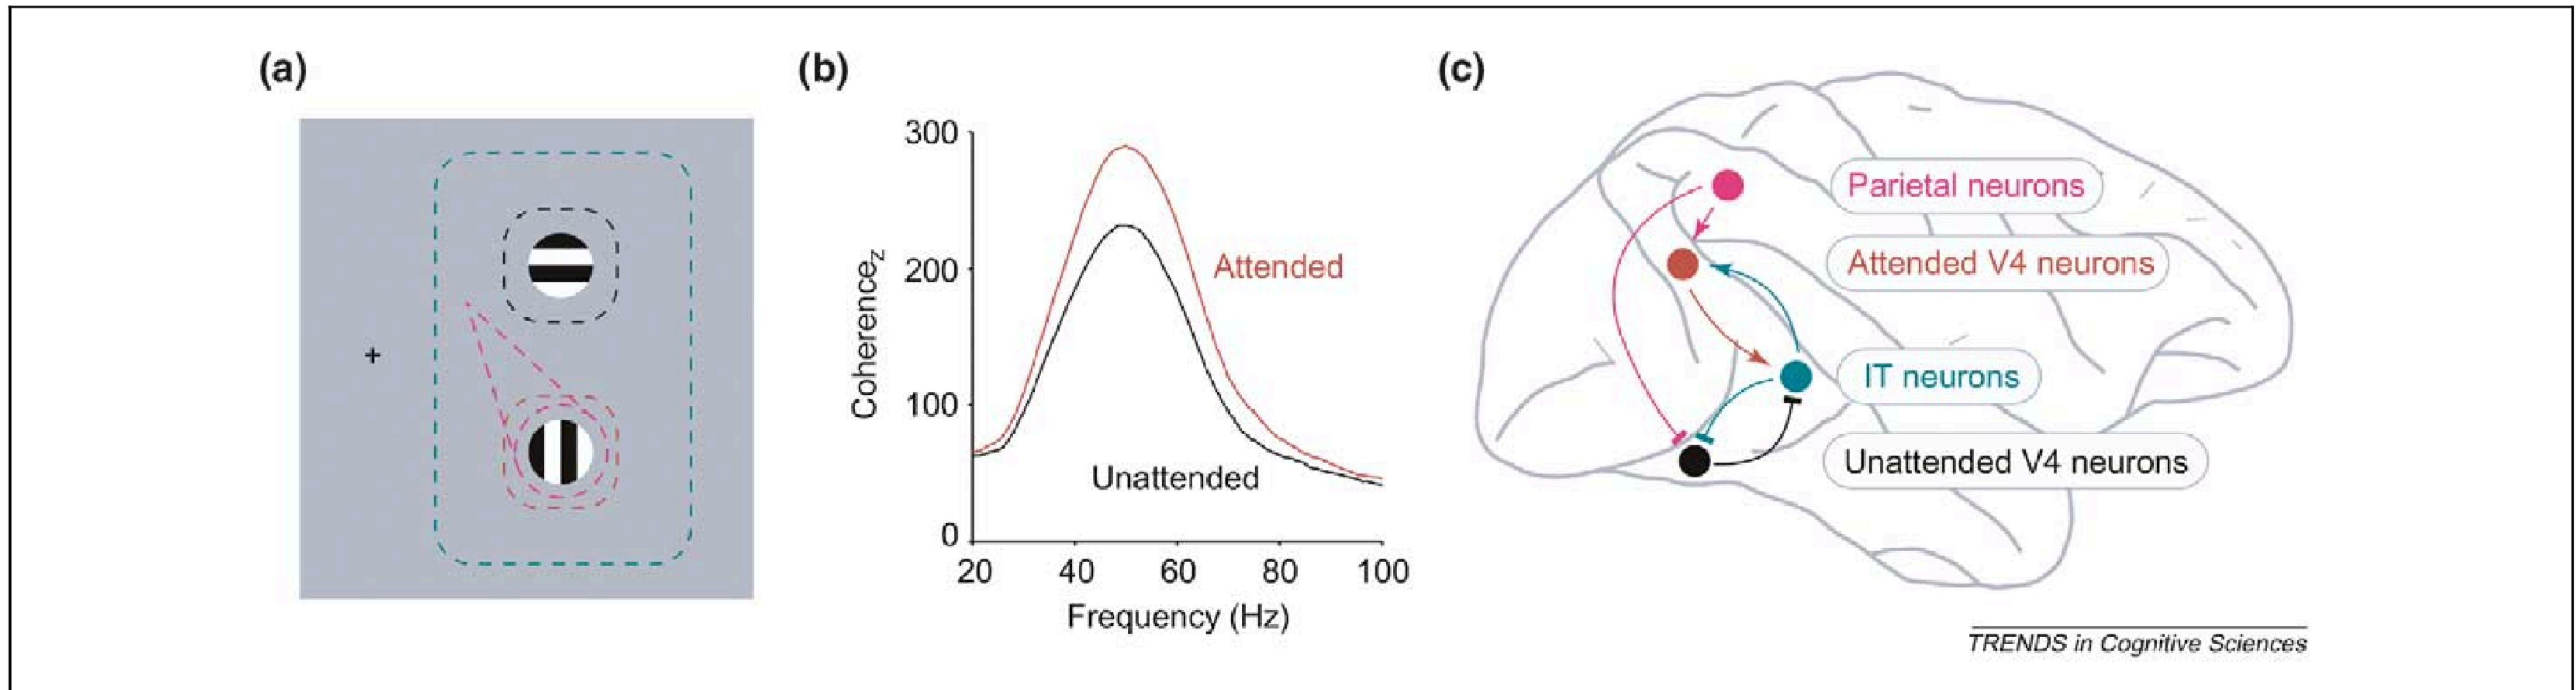 (a)
(b)
(c)
300
200
100
0
20 40 60 80 100
Coherencez
Frequency (Hz)
Attended
Unattended
Parietal neurons
Attended V4 neurons
IT neurons
Unattended V4 neurons
TRENDS in Cognitive Sciences